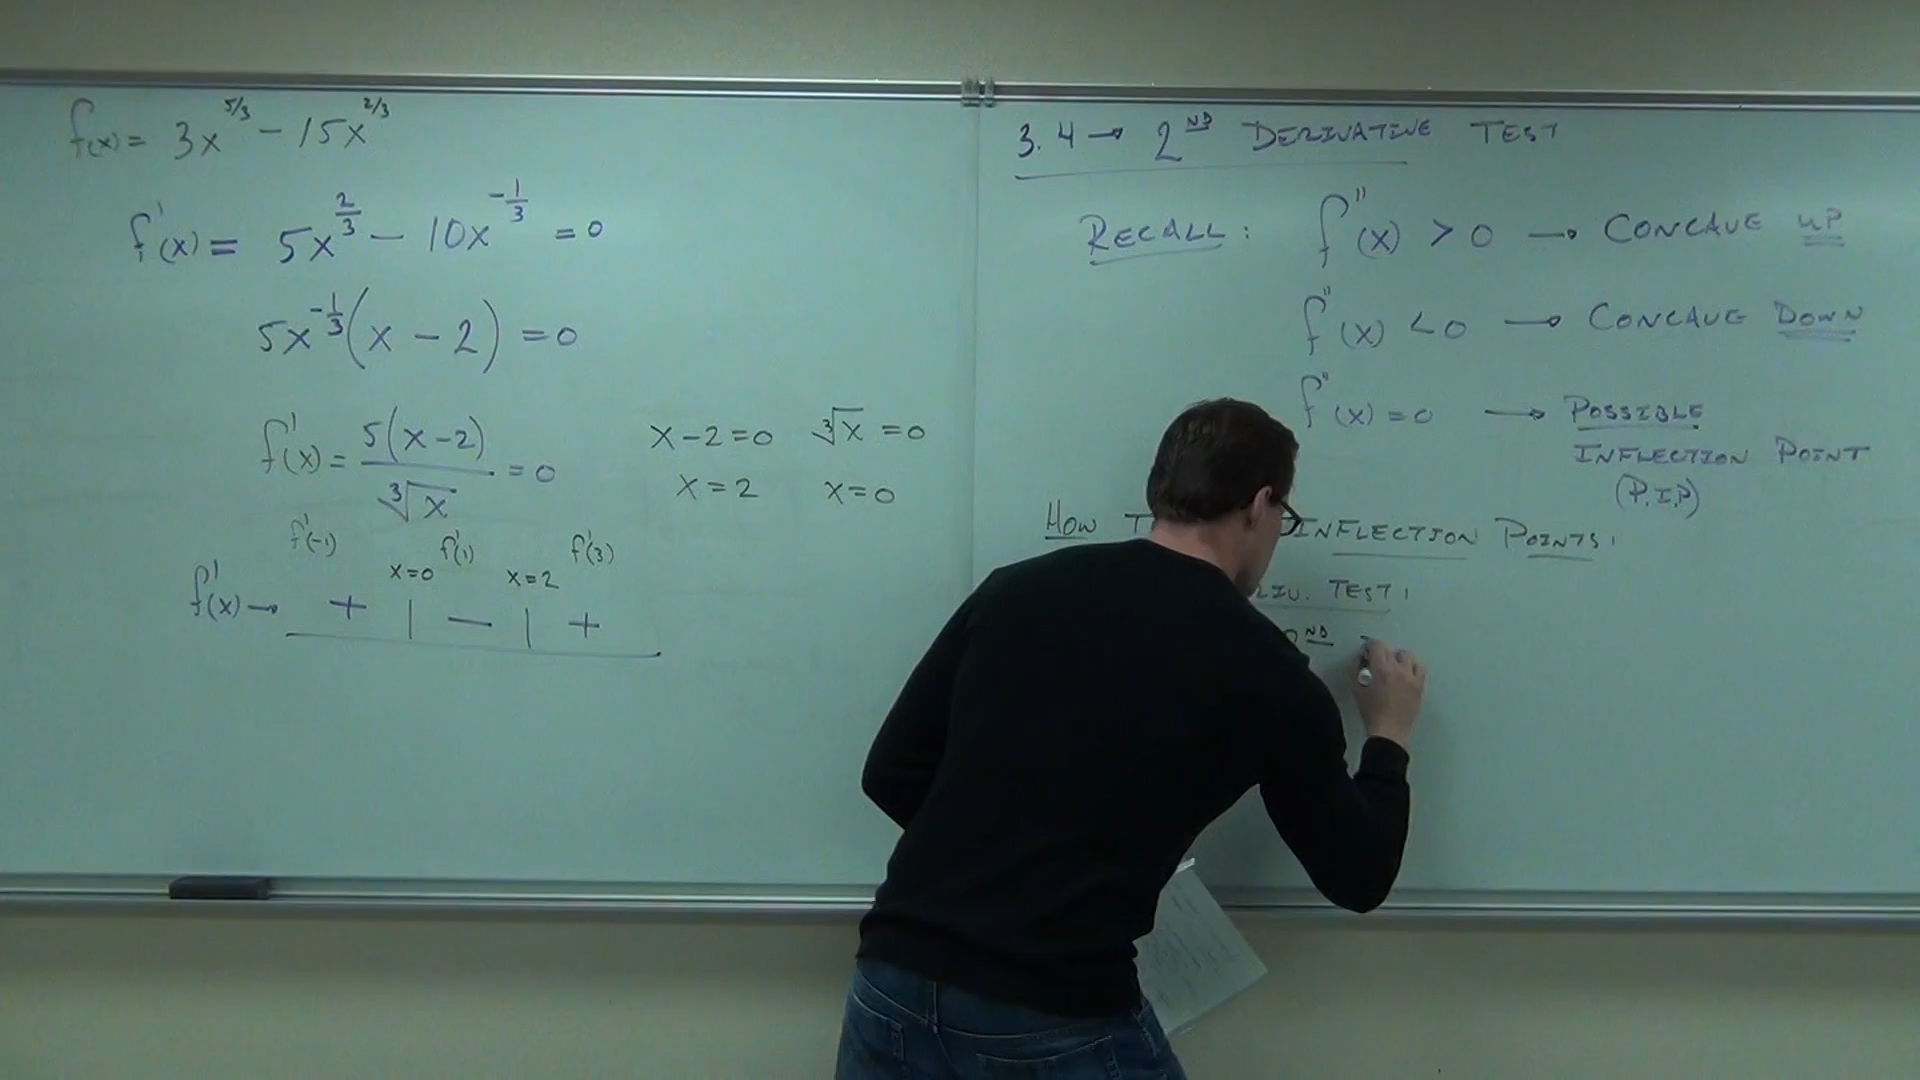 f(x) = 3x^5/3 − 15x^2/3
f'(x) = 5x^2/3 − 10x^−1/3 = 0
5x^−1/3(x − 2) = 0
f'(x) = 5(x−2)/∛x = 0
x−2=0 ∛x = 0
x=2 x=0
f'(-1) f'(1) f'(3)
x=0 x=2
f'(x) → + | − | +
3.4 → 2ND DERIVATIVE TEST
RECALL: f''(x) > 0 → CONCAVE UP
f''(x) < 0 → CONCAVE DOWN
f''(x) = 0 → POSSIBLE
INFLECTION POINT
(P.I.P)
HOW INFLECTION POINTS:
TEST:
2ND